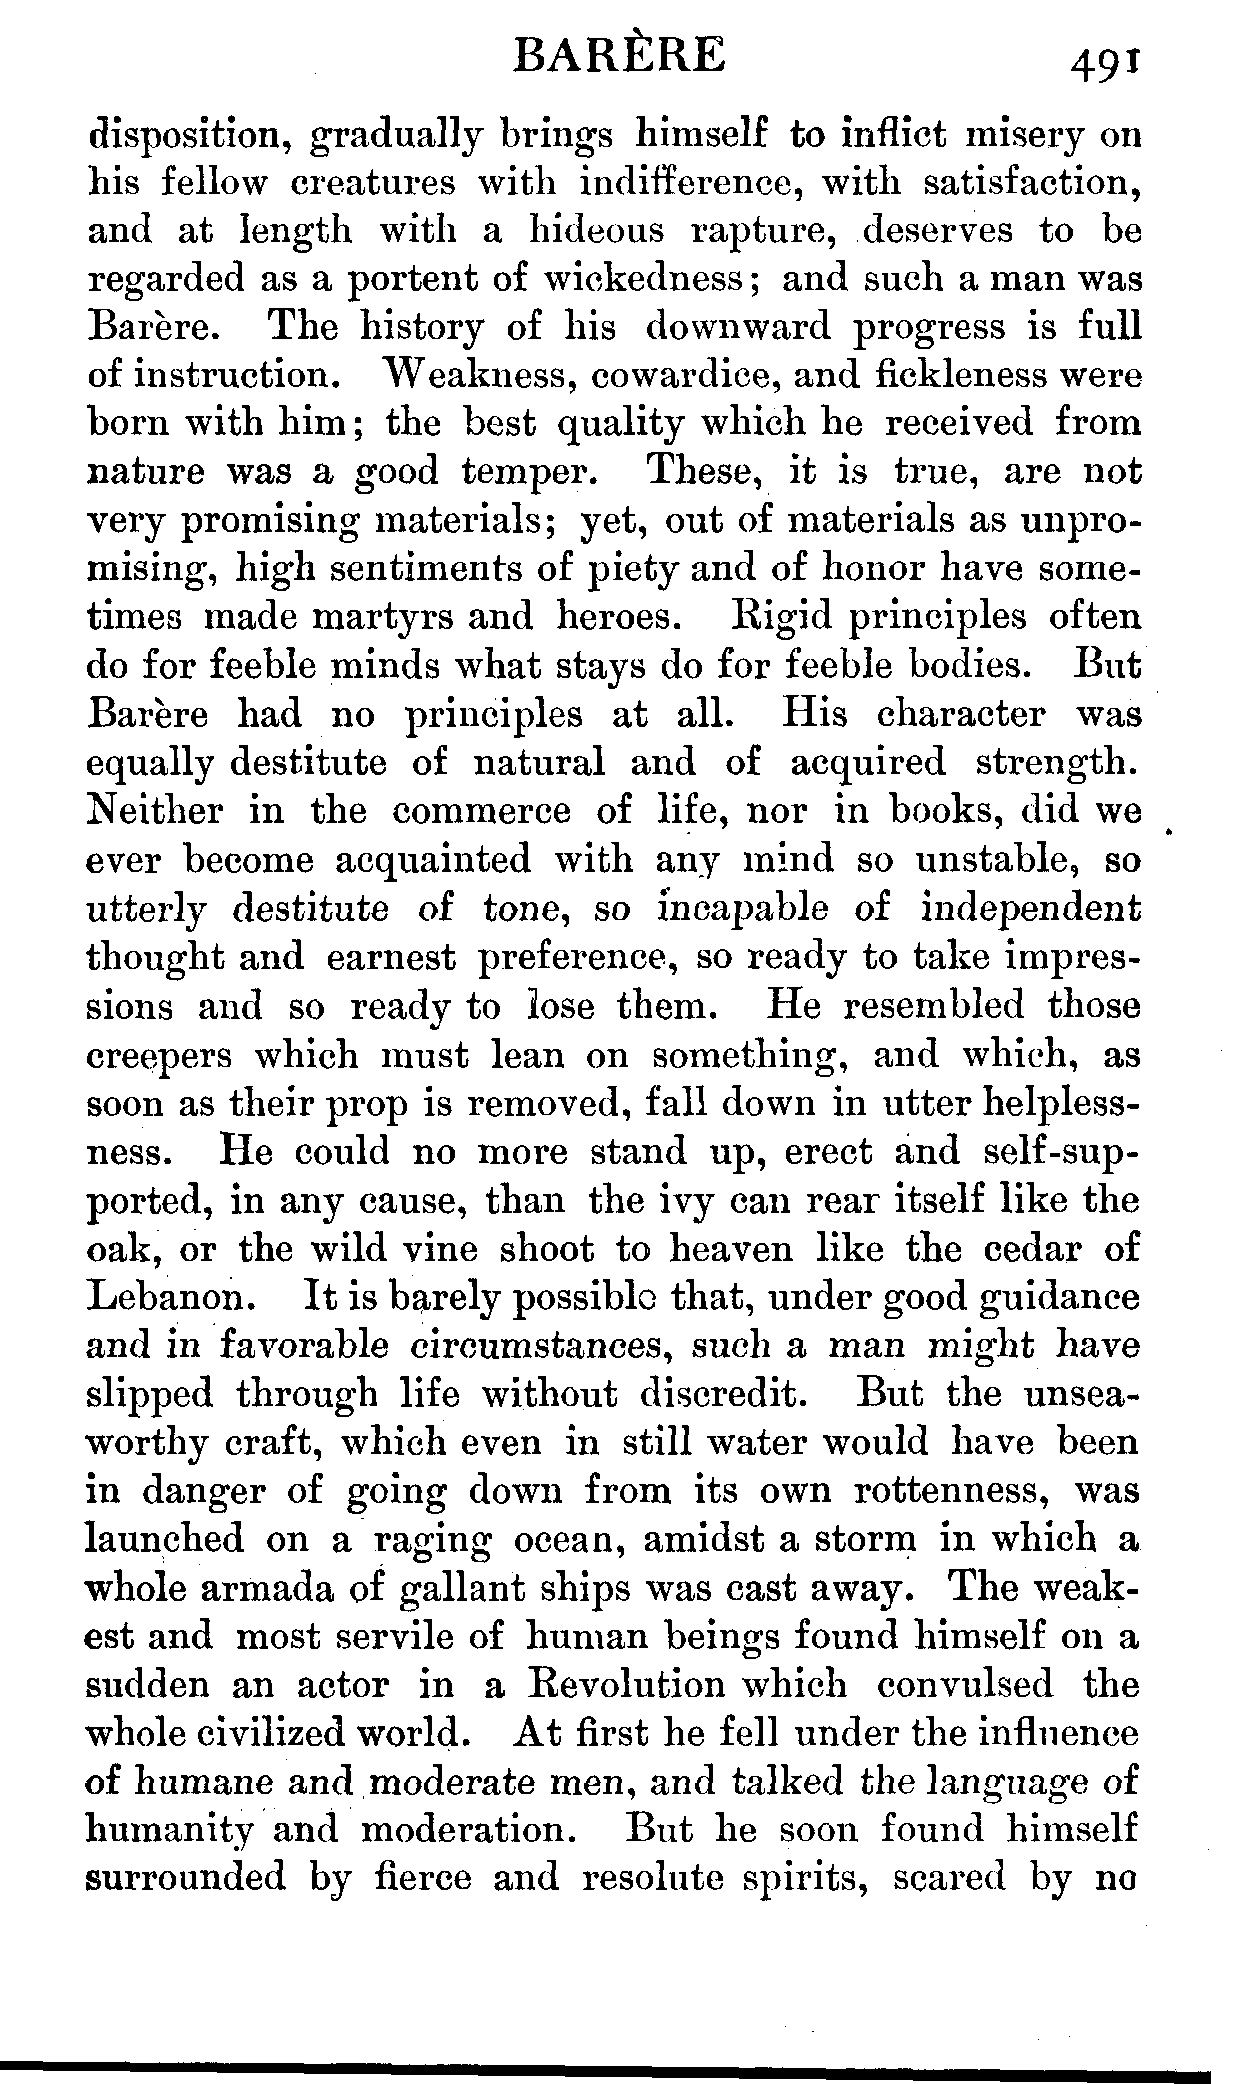 BARÈRE 491
disposition, gradually brings himself to inflict misery on
his fellow creatures with indifference, with satisfaction,
and at length with a hideous rapture, deserves to be
regarded as a portent of wickedness; and such a man was
Barère. The history of his downward progress is full
of instruction. Weakness, cowardice, and fickleness were
born with him; the best quality which he received from
nature was a good temper. These, it is true, are not
very promising materials; yet, out of materials as unpro-
mising, high sentiments of piety and of honor have some-
times made martyrs and heroes. Rigid principles often
do for feeble minds what stays do for feeble bodies. But
Barère had no principles at all. His character was
equally destitute of natural and of acquired strength.
Neither in the commerce of life, nor in books, did we
ever become acquainted with any mind so unstable, so
utterly destitute of tone, so incapable of independent
thought and earnest preference, so ready to take impres-
sions and so ready to lose them. He resembled those
creepers which must lean on something, and which, as
soon as their prop is removed, fall down in utter helpless-
ness. He could no more stand up, erect and self-sup-
ported, in any cause, than the ivy can rear itself like the
oak, or the wild vine shoot to heaven like the cedar of
Lebanon. It is barely possible that, under good guidance
and in favorable circumstances, such a man might have
slipped through life without discredit. But the unsea-
worthy craft, which even in still water would have been
in danger of going down from its own rottenness, was
launched on a raging ocean, amidst a storm in which a
whole armada of gallant ships was cast away. The weak-
est and most servile of human beings found himself on a
sudden an actor in a Revolution which convulsed the
whole civilized world. At first he fell under the influence
of humane and moderate men, and talked the language of
humanity and moderation. But he soon found himself
surrounded by fierce and resolute spirits, scared by no